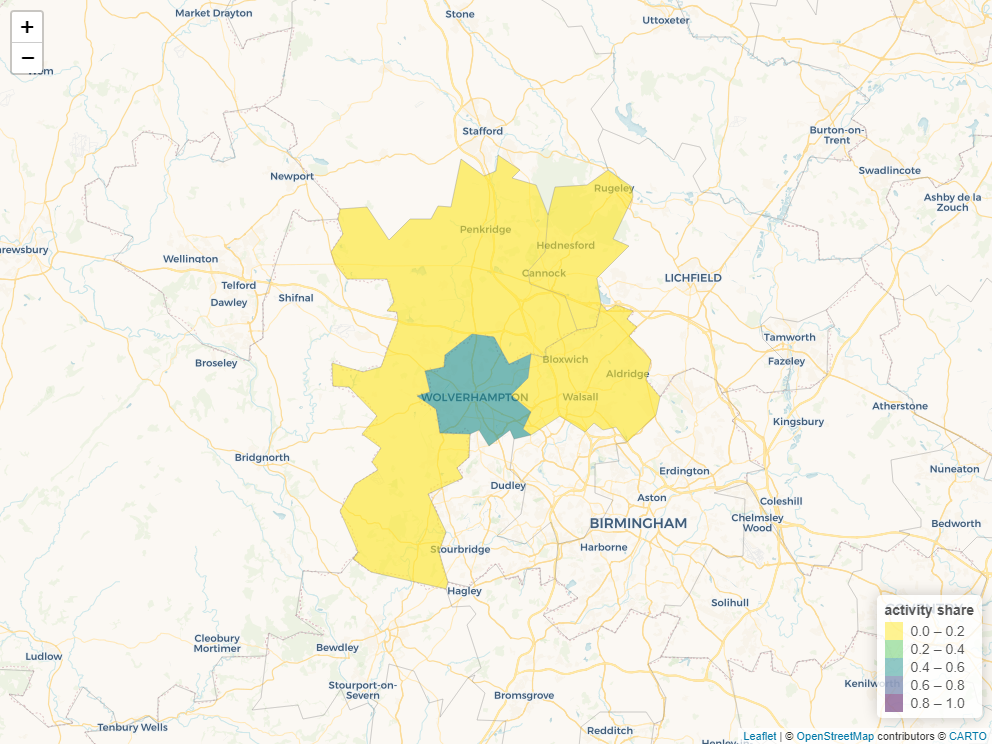 +
−
Market Drayton
Stone
Uttoxeter
Stafford
Burton-on-
Trent
Newport
Swadlincote
Rugeley
Ashby de la
Zouch
Penkridge
Hednesford
Wellington
Cannock
LICHFIELD
Telford
Dawley
Shifnal
Tamworth
Fazeley
Broseley
Bloxwich
Aldridge
WOLVERHAMPTON
Walsall
Atherstone
Kingsbury
Bridgnorth
Erdington
Nuneaton
Dudley
Aston
Coleshill
BIRMINGHAM
Chelmsley
Wood
Bedworth
Stourbridge
Harborne
Hagley
Solihull
activity share
0.0 – 0.2
0.2 – 0.4
0.4 – 0.6
0.6 – 0.8
0.8 – 1.0
Cleobury
Mortimer
Bewdley
Ludlow
Stourport-on-
Severn
Bromsgrove
Tenbury Wells
Redditch
Leaflet | © OpenStreetMap contributors © CARTO